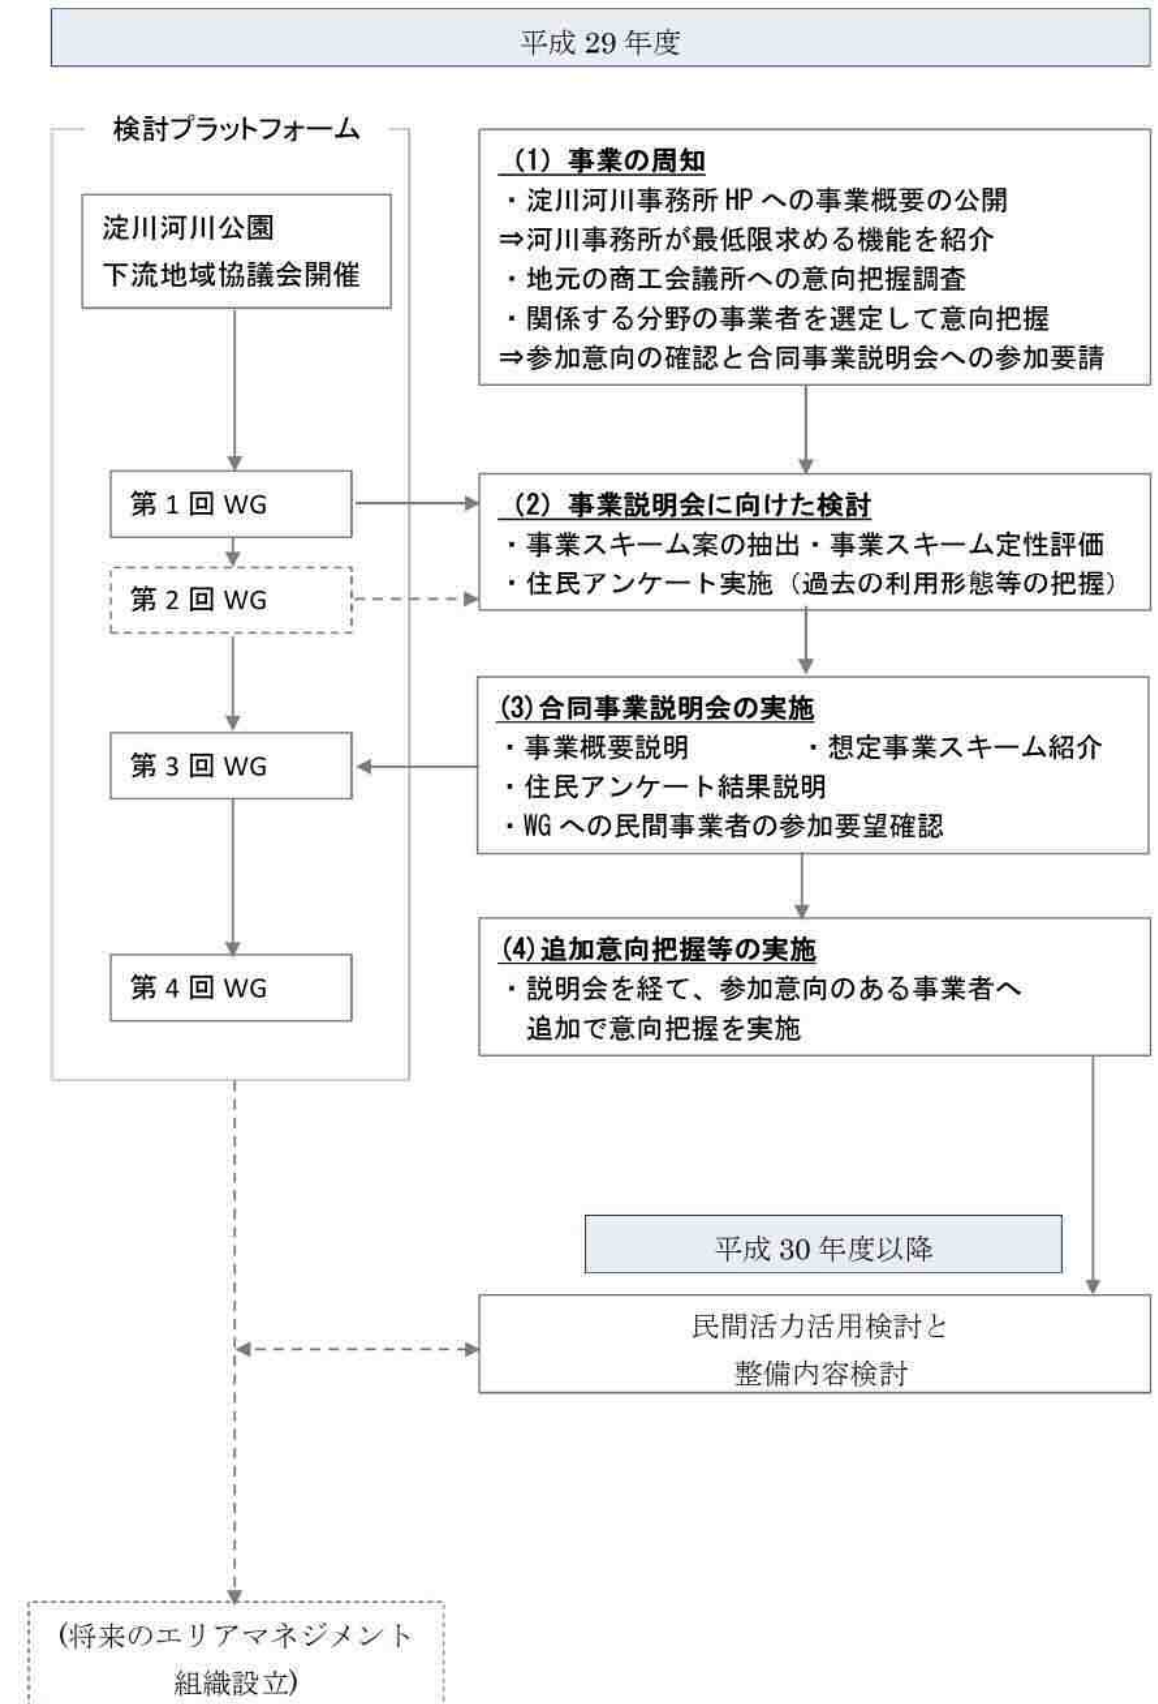 平成 29 年度
検討プラットフォーム
淀川河川公園
下流地域協議会開催
第 1 回 WG
第 2 回 WG
第 3 回 WG
第 4 回 WG
(1) 事業の周知
・淀川河川事務所 HP への事業概要の公開
⇒河川事務所が最低限求める機能を紹介
・地元の商工会議所への意向把握調査
・関係する分野の事業者を選定して意向把握
⇒参加意向の確認と合同事業説明会への参加要請
(2) 事業説明会に向けた検討
・事業スキーム案の抽出・事業スキーム定性評価
・住民アンケート実施（過去の利用形態等の把握）
(3)合同事業説明会の実施
・事業概要説明 ・想定事業スキーム紹介
・住民アンケート結果説明
・WG への民間事業者の参加要望確認
(4)追加意向把握等の実施
・説明会を経て、参加意向のある事業者へ
追加で意向把握を実施
平成 30 年度以降
民間活力活用検討と
整備内容検討
(将来のエリアマネジメント
組織設立)